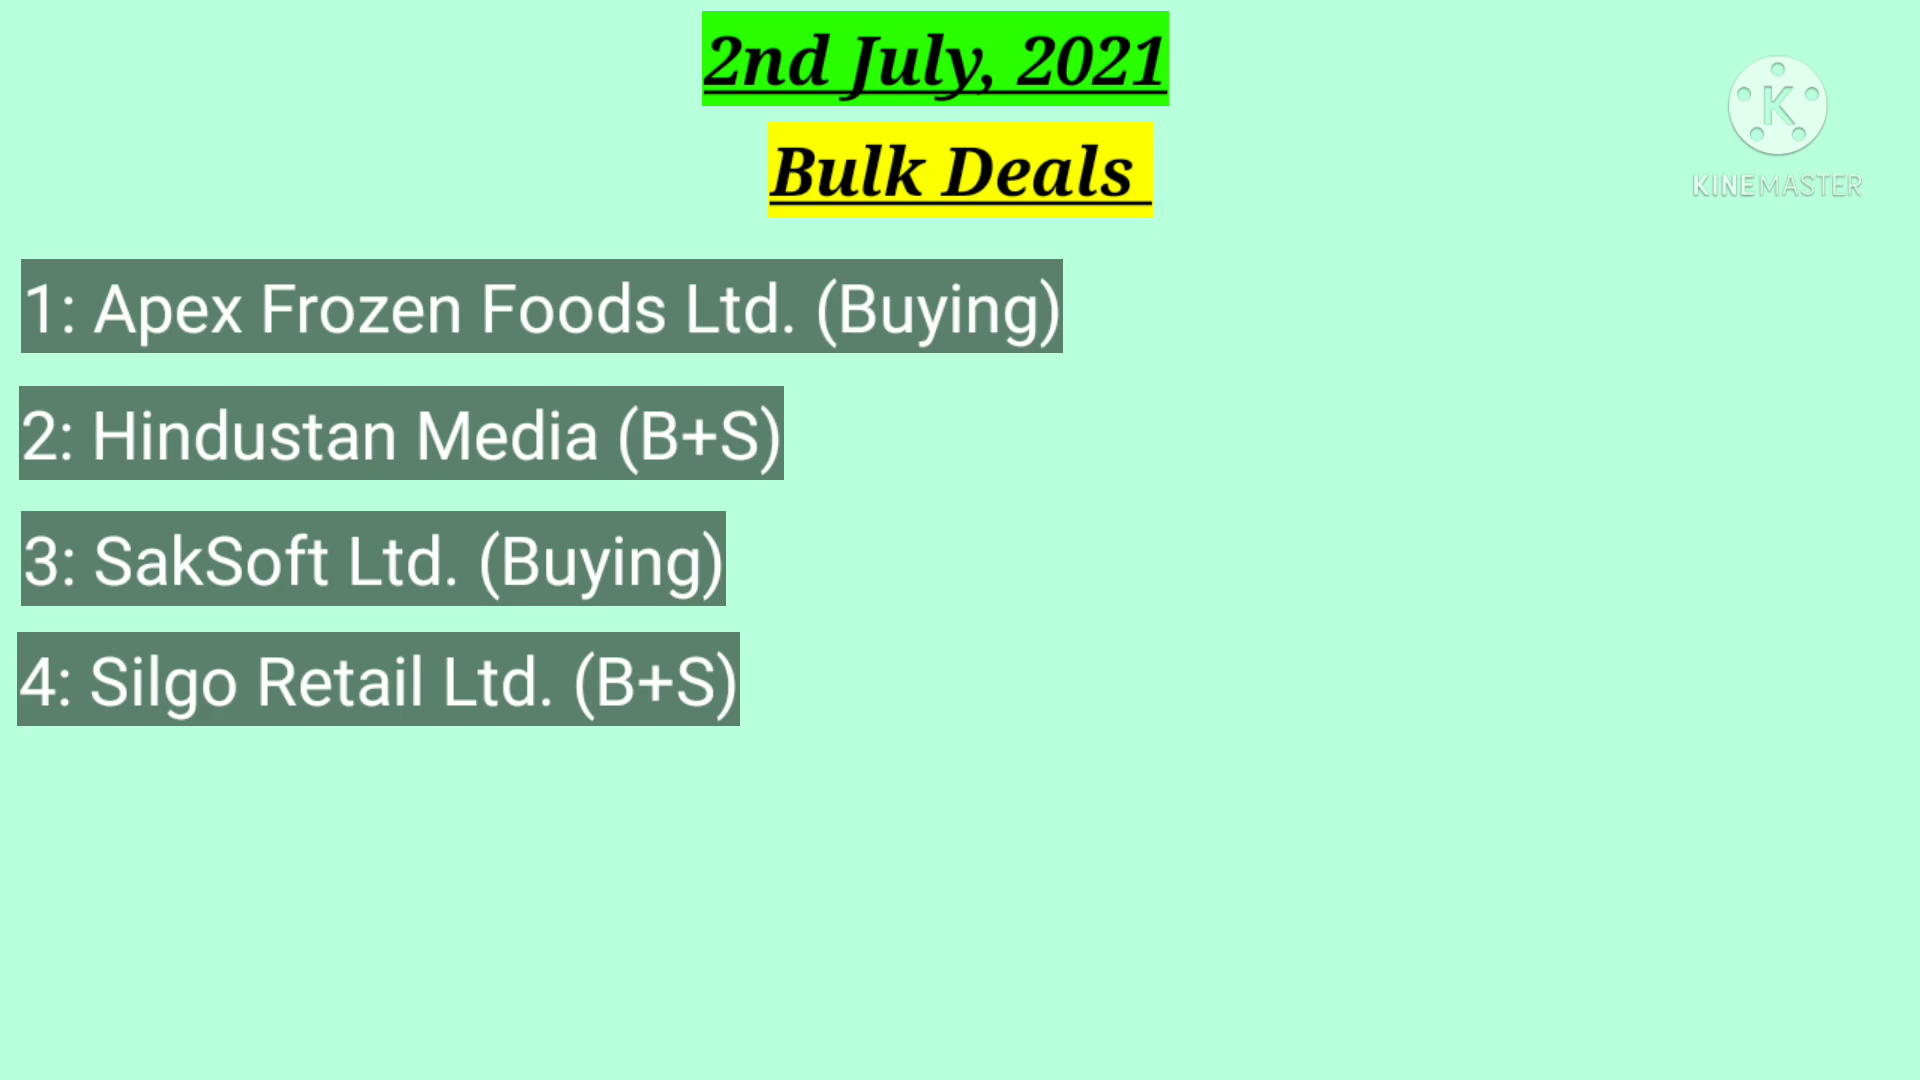 2nd July, 2021
Bulk Deals
K
KINEMASTER
1: Apex Frozen Foods Ltd. (Buying)
2: Hindustan Media (B+S)
3: SakSoft Ltd. (Buying)
4: Silgo Retail Ltd. (B+S)